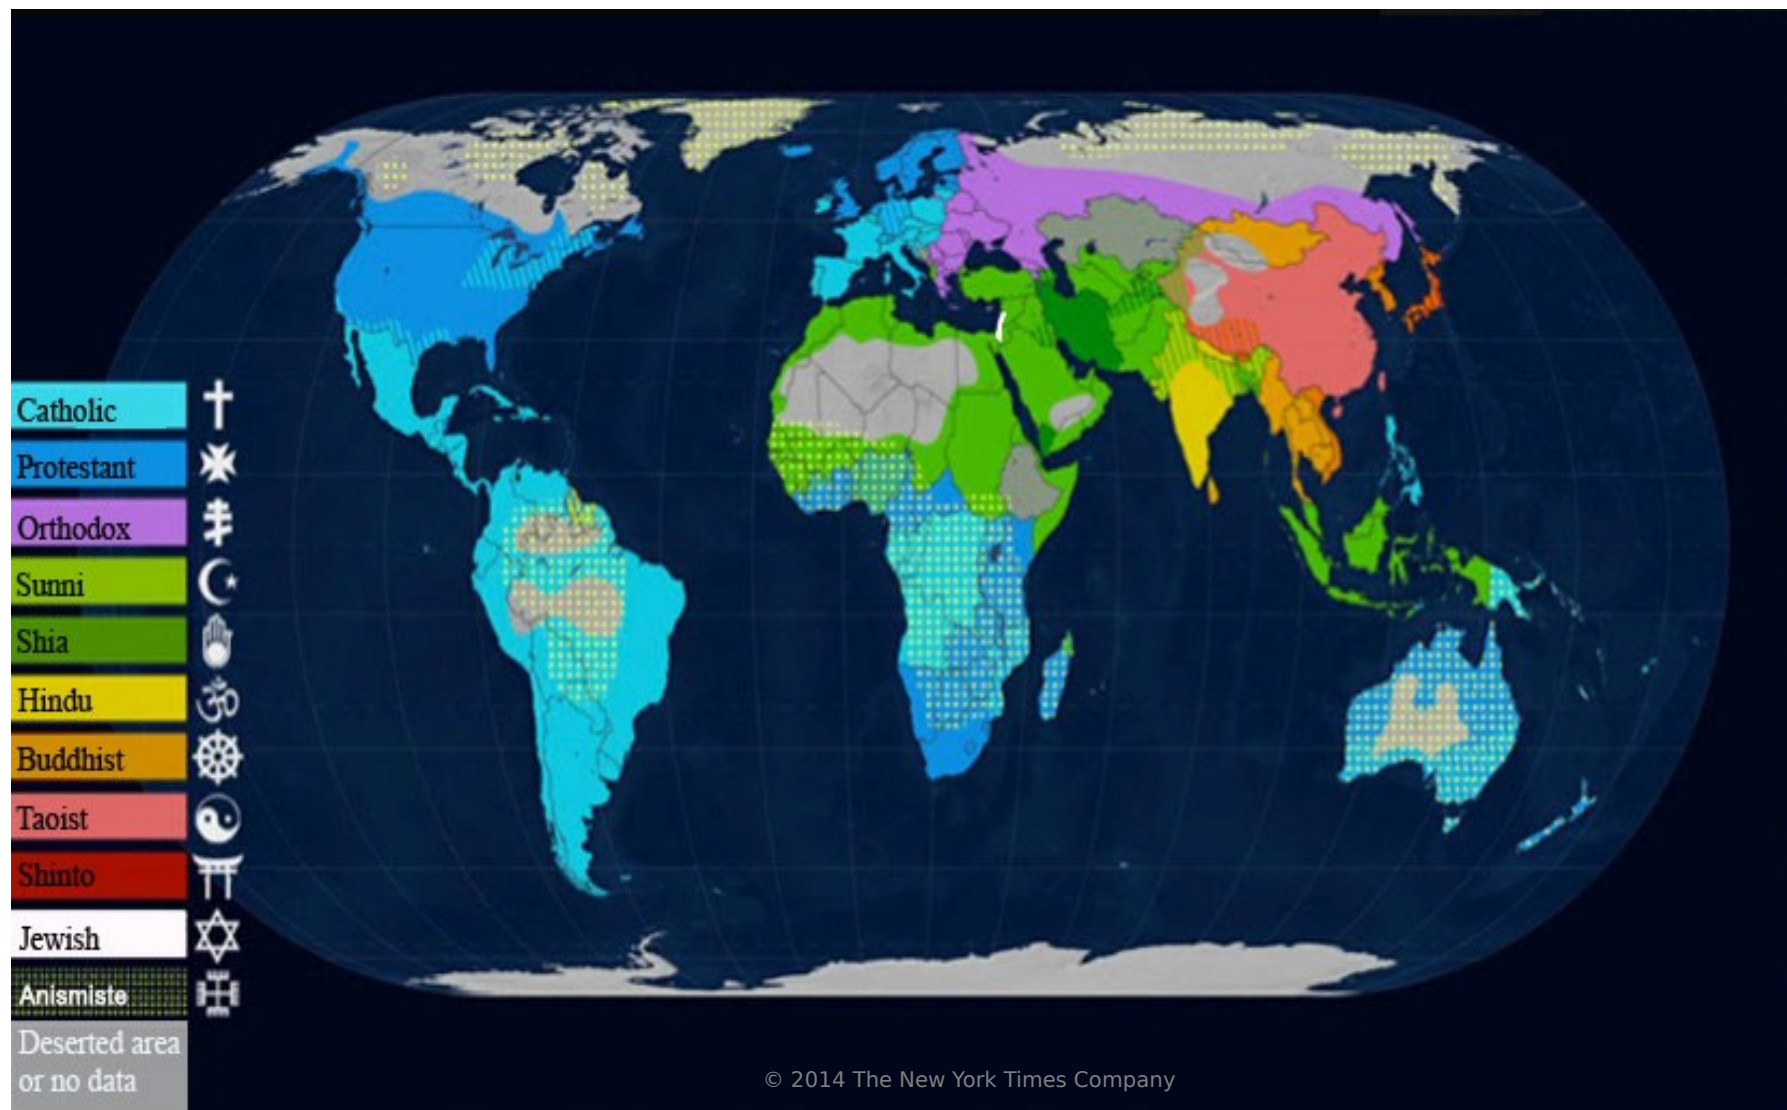 Catholic
Protestant
Orthodox
Sunni
Shia
Hindu
Buddhist
Taoist
Shinto
Jewish
Anismiste
Deserted area
or no data
© 2014 The New York Times Company